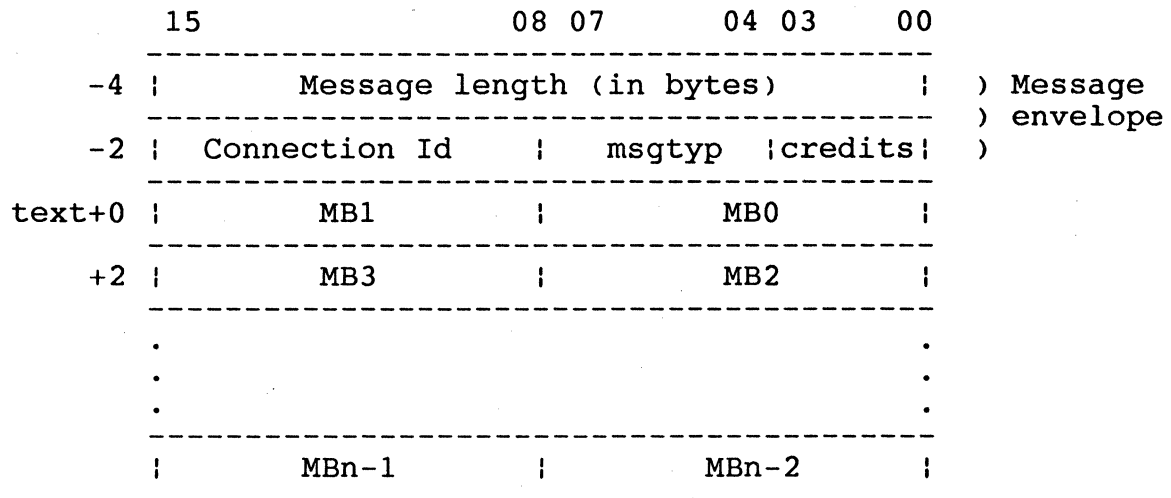 15 08 07 04 03 00
-4 | Message length (in bytes) | ) Message
) envelope
-2 | Connection Id | msgtyp |credits| )
text+0 | MB1 | MB0 |
+2 | MB3 | MB2 |
. .
. .
. .
| MBn-1 | MBn-2 |